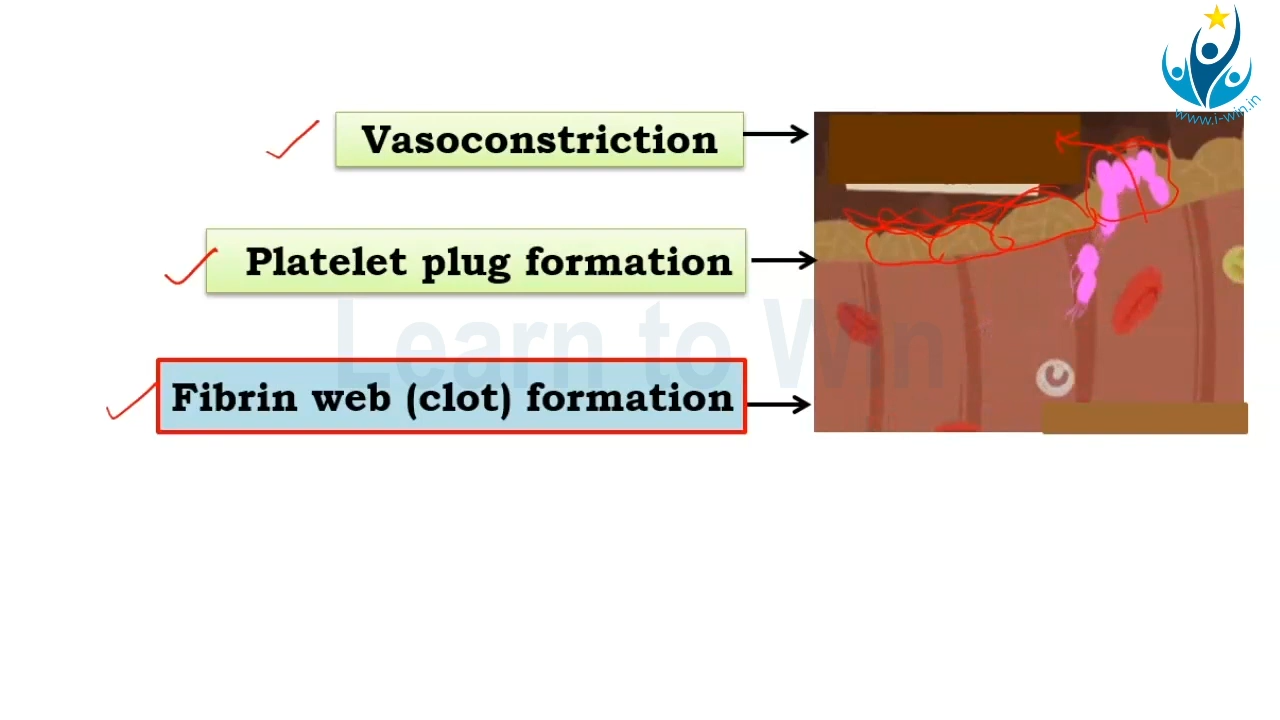 www.i-win.in
Vasoconstriction
Platelet plug formation
Learn to Win
Fibrin web (clot) formation